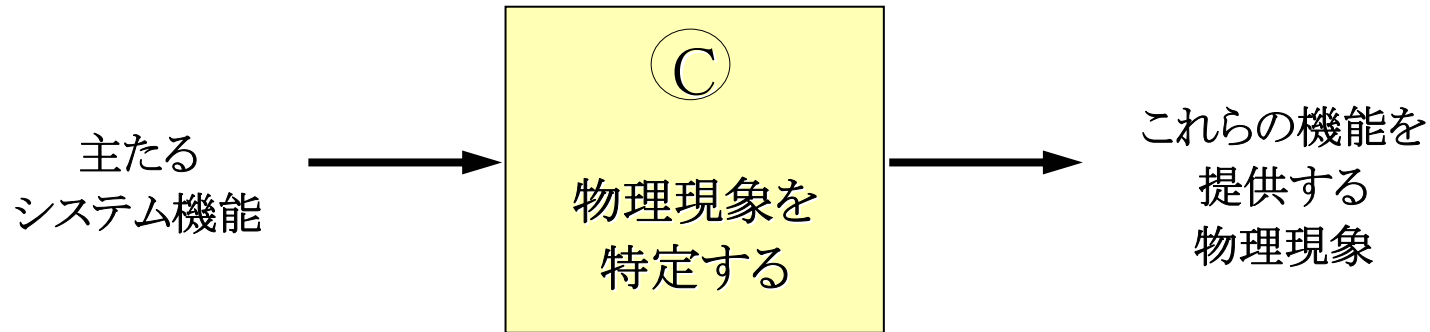 主たる
システム機能
Ⓒ
物理現象を
特定する
これらの機能を
提供する
物理現象